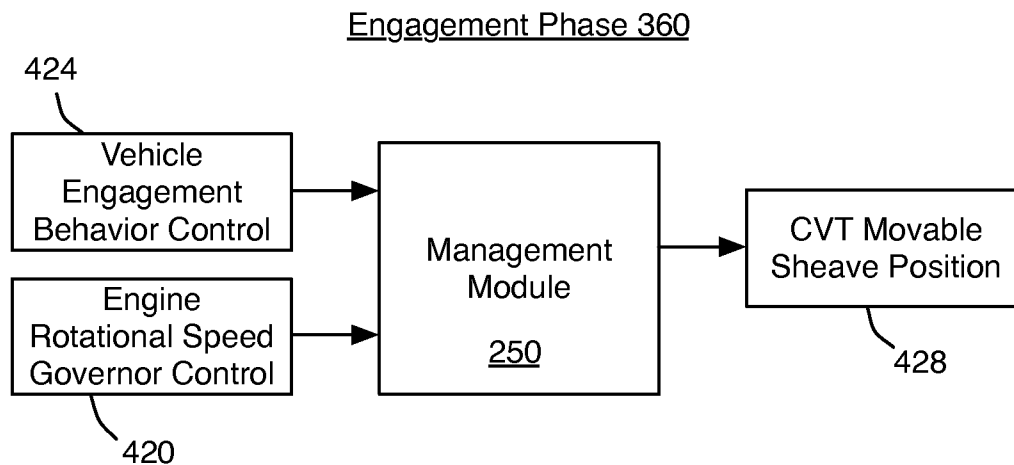 Engagement Phase 360
424
Vehicle
Engagement
Behavior Control
Engine
Rotational Speed
Governor Control
420
Management
Module
250
CVT Movable
Sheave Position
428